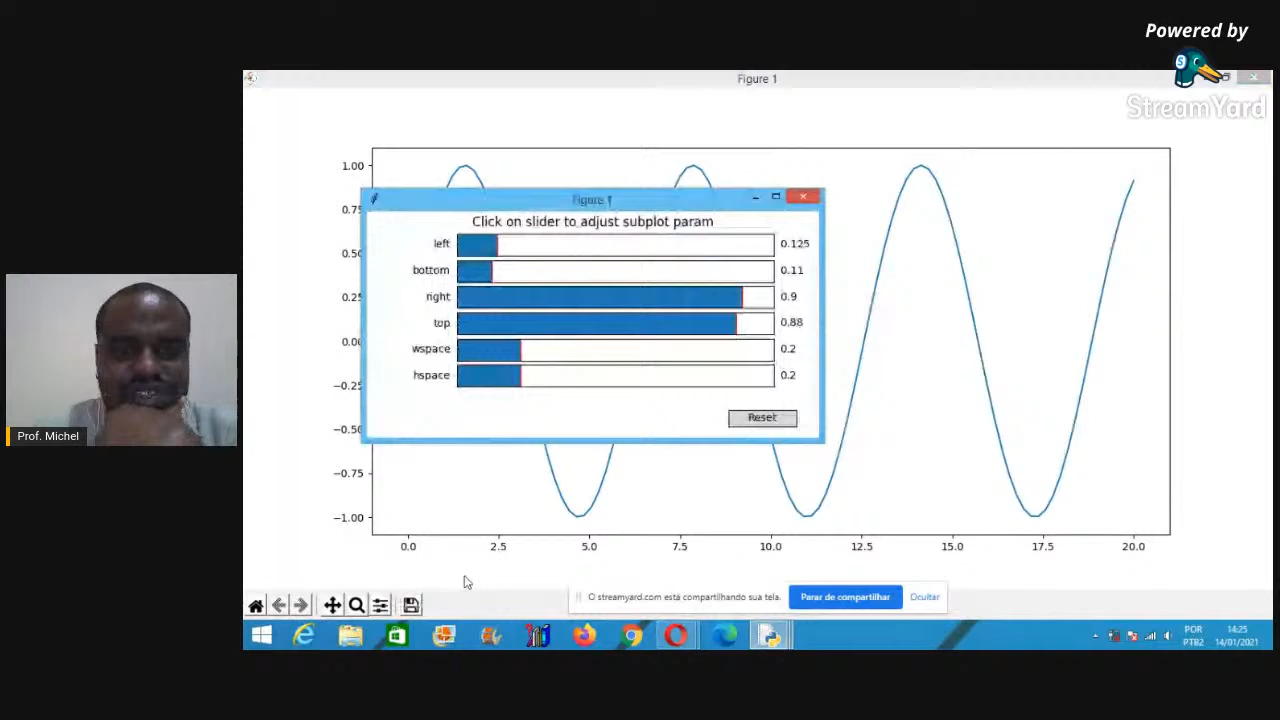 Powered by
StreamYard
Figure 1
1.00
0.75
0.50
0.25
0.00
−0.25
−0.50
−0.75
−1.00
0.0 2.5 5.0 7.5 10.0 12.5 15.0 17.5 20.0
Figure 1
Click on slider to adjust subplot param
left 0.125
bottom 0.11
right 0.9
top 0.88
wspace 0.2
hspace 0.2
Reset
Prof. Michel
O streamyard.com está compartilhando sua tela. Parar de compartilhar Ocultar
POR 14:25
PTB2 14/01/2021